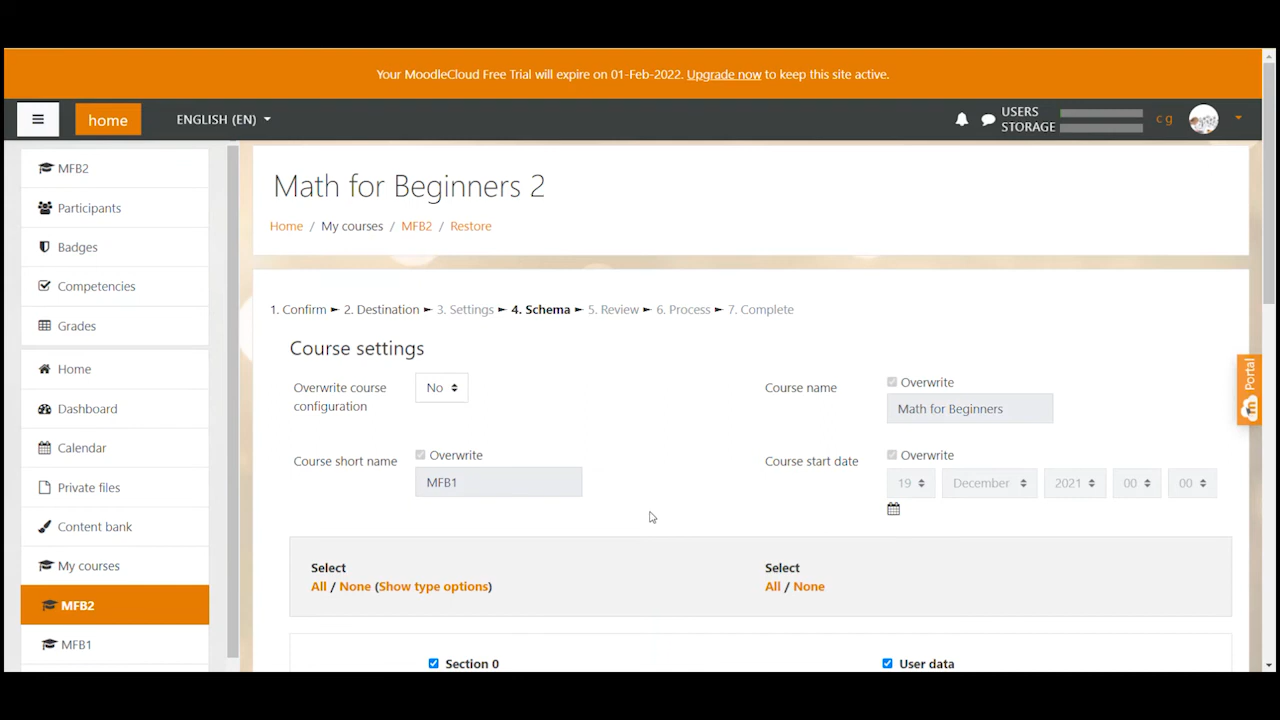 Your MoodleCloud Free Trial will expire on 01-Feb-2022. Upgrade now to keep this site active.
home
ENGLISH (EN)
USERS
STORAGE
c g
MFB2
Participants
Badges
Competencies
Grades
Home
Dashboard
Calendar
Private files
Content bank
My courses
MFB2
MFB1
Math for Beginners 2
Home / My courses / MFB2 / Restore
1. Confirm ► 2. Destination ► 3. Settings ► 4. Schema ► 5. Review ► 6. Process ► 7. Complete
Course settings
Overwrite course
configuration
No
Course name
Overwrite
Math for Beginners
Course short name
Overwrite
MFB1
Course start date
Overwrite
19 December 2021 00 00
Select
All / None (Show type options)
Select
All / None
Section 0
User data
Portal